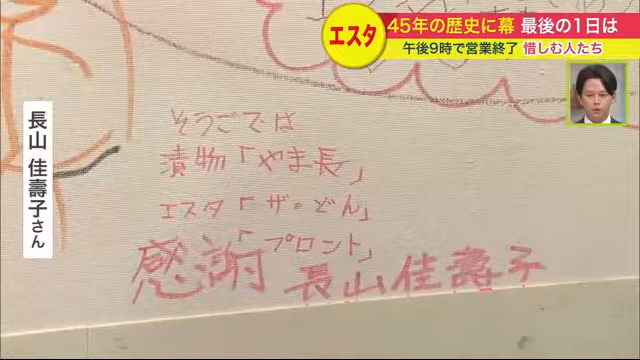 エスタ
45年の歴史に幕 最後の1日は
午後9時で営業終了 惜しむ人たち
長山 佳壽子さん
そうごでは
漬物「やま長」
エスタ「ザ・どん」
「プロント」
感謝 長山佳壽子